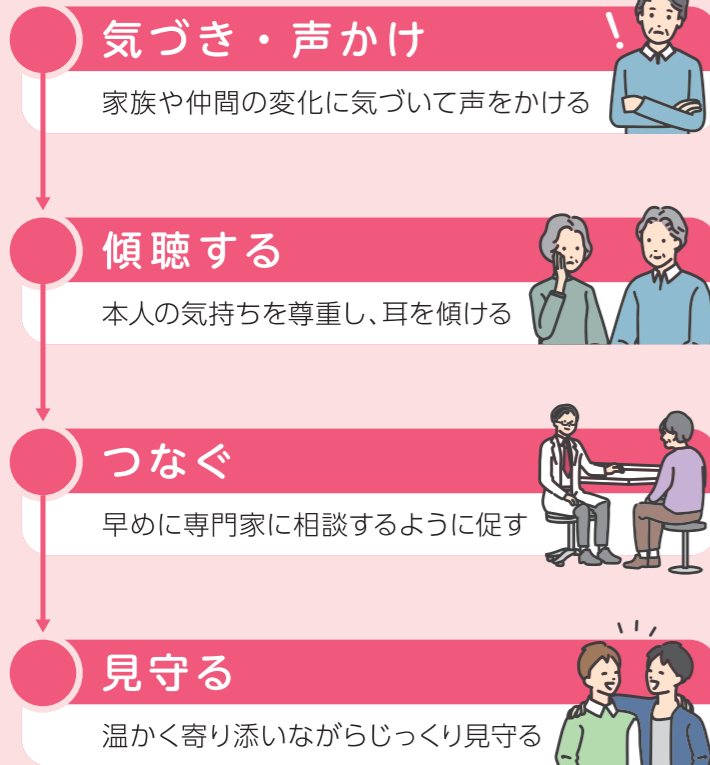 気づき・声かけ
家族や仲間の変化に気づいて声をかける
傾聴する
本人の気持ちを尊重し、耳を傾ける
つなぐ
早めに専門家に相談するように促す
見守る
温かく寄り添いながらじっくり見守る